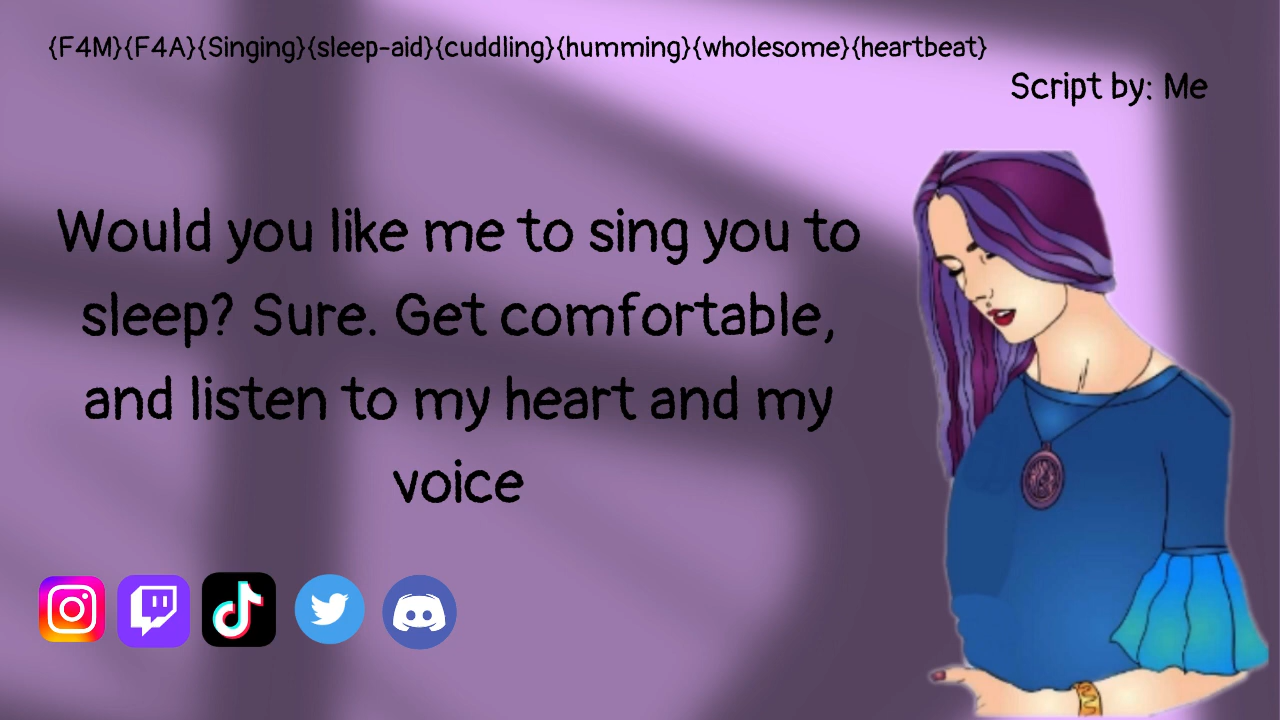 {F4M}{F4A}{Singing}{sleep-aid}{cuddling}{humming}{wholesome}{heartbeat}
Script by: Me
Would you like me to sing you to
sleep? Sure. Get comfortable,
and listen to my heart and my
voice